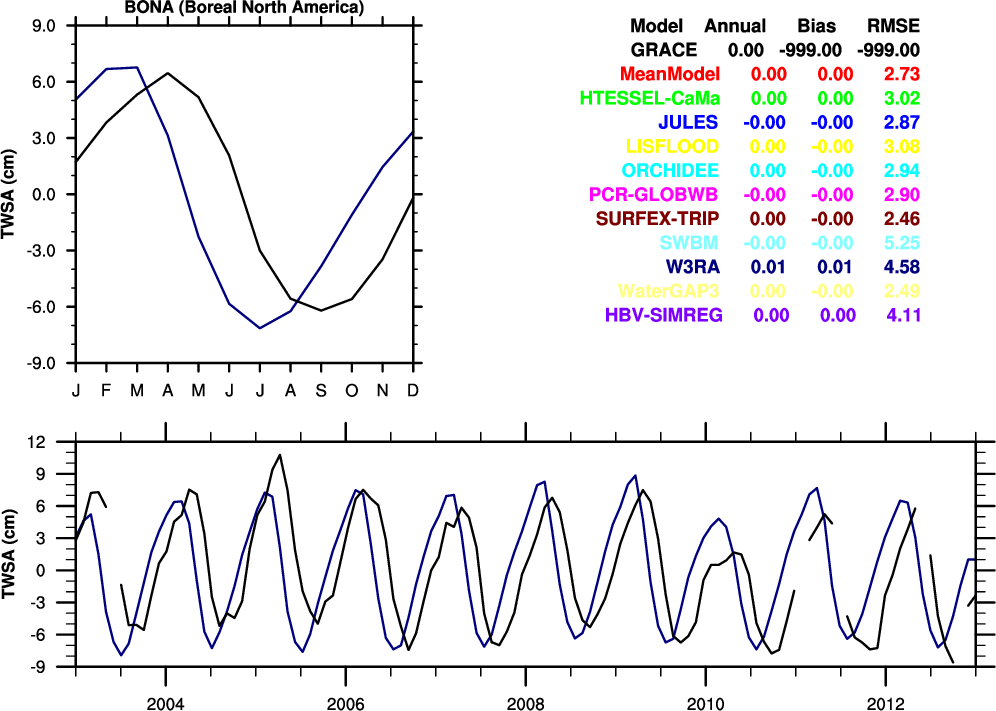 BONA (Boreal North America)
9.0
6.0
3.0
0.0
-3.0
-6.0
-9.0
TWSA (cm)
J F M A M J J A S O N D
Model Annual Bias RMSE
GRACE 0.00 -999.00 -999.00
MeanModel 0.00 0.00 2.73
HTESSEL-CaMa 0.00 0.00 3.02
JULES -0.00 -0.00 2.87
LISFLOOD 0.00 -0.00 3.08
ORCHIDEE 0.00 -0.00 2.94
PCR-GLOBWB -0.00 -0.00 2.90
SURFEX-TRIP 0.00 -0.00 2.46
SWBM -0.00 -0.00 5.25
W3RA 0.01 0.01 4.58
WaterGAP3 0.00 -0.00 2.49
HBV-SIMREG 0.00 0.00 4.11
12
9
6
3
0
-3
-6
-9
TWSA (cm)
2004 2006 2008 2010 2012